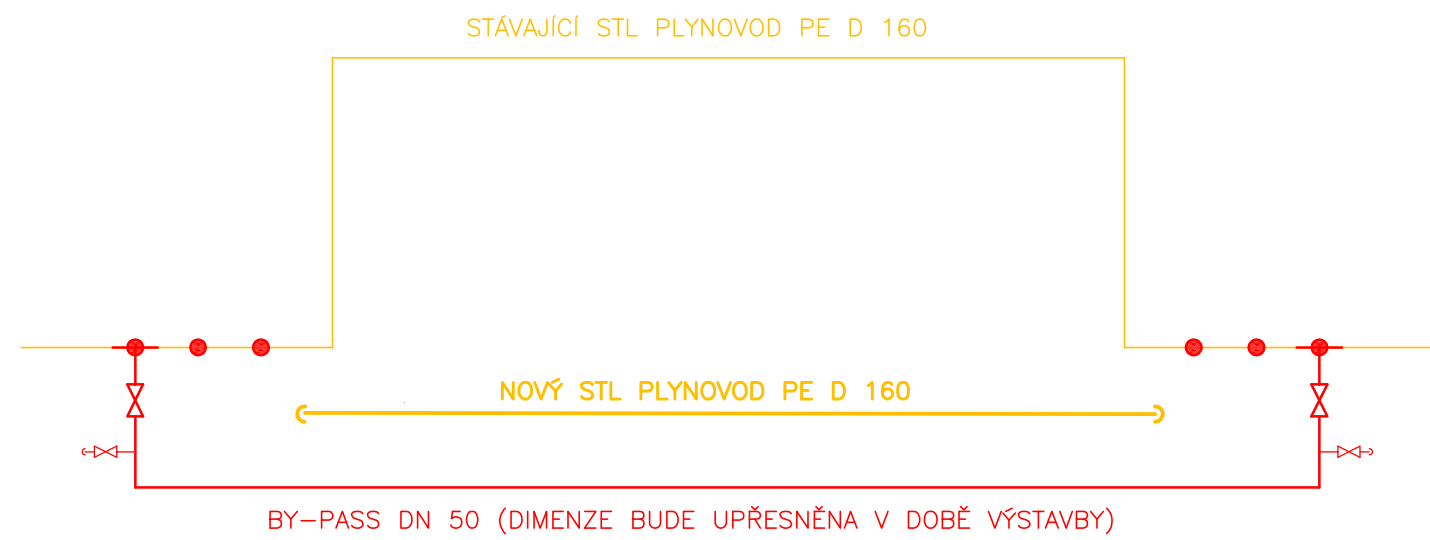 STÁVAJÍCÍ STL PLYNOVOD PE D 160
NOVÝ STL PLYNOVOD PE D 160
BY-PASS DN 50 (DIMENZE BUDE UPŘESNĚNA V DOBĚ VÝSTAVBY)